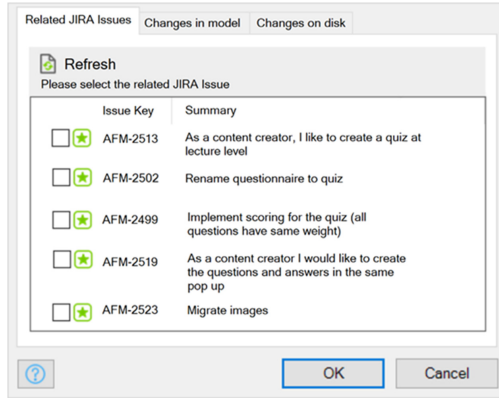 Related JIRA Issues
Changes in model
Changes on disk
Refresh
Please select the related JIRA Issue
Issue Key
Summary
AFM-2513
As a content creator, I like to create a quiz at
lecture level
AFM-2502
Rename questionnaire to quiz
AFM-2499
Implement scoring for the quiz (all
questions have same weight)
AFM-2519
As a content creator I would like to create
the questions and answers in the same
pop up
AFM-2523
Migrate images
?
OK
Cancel